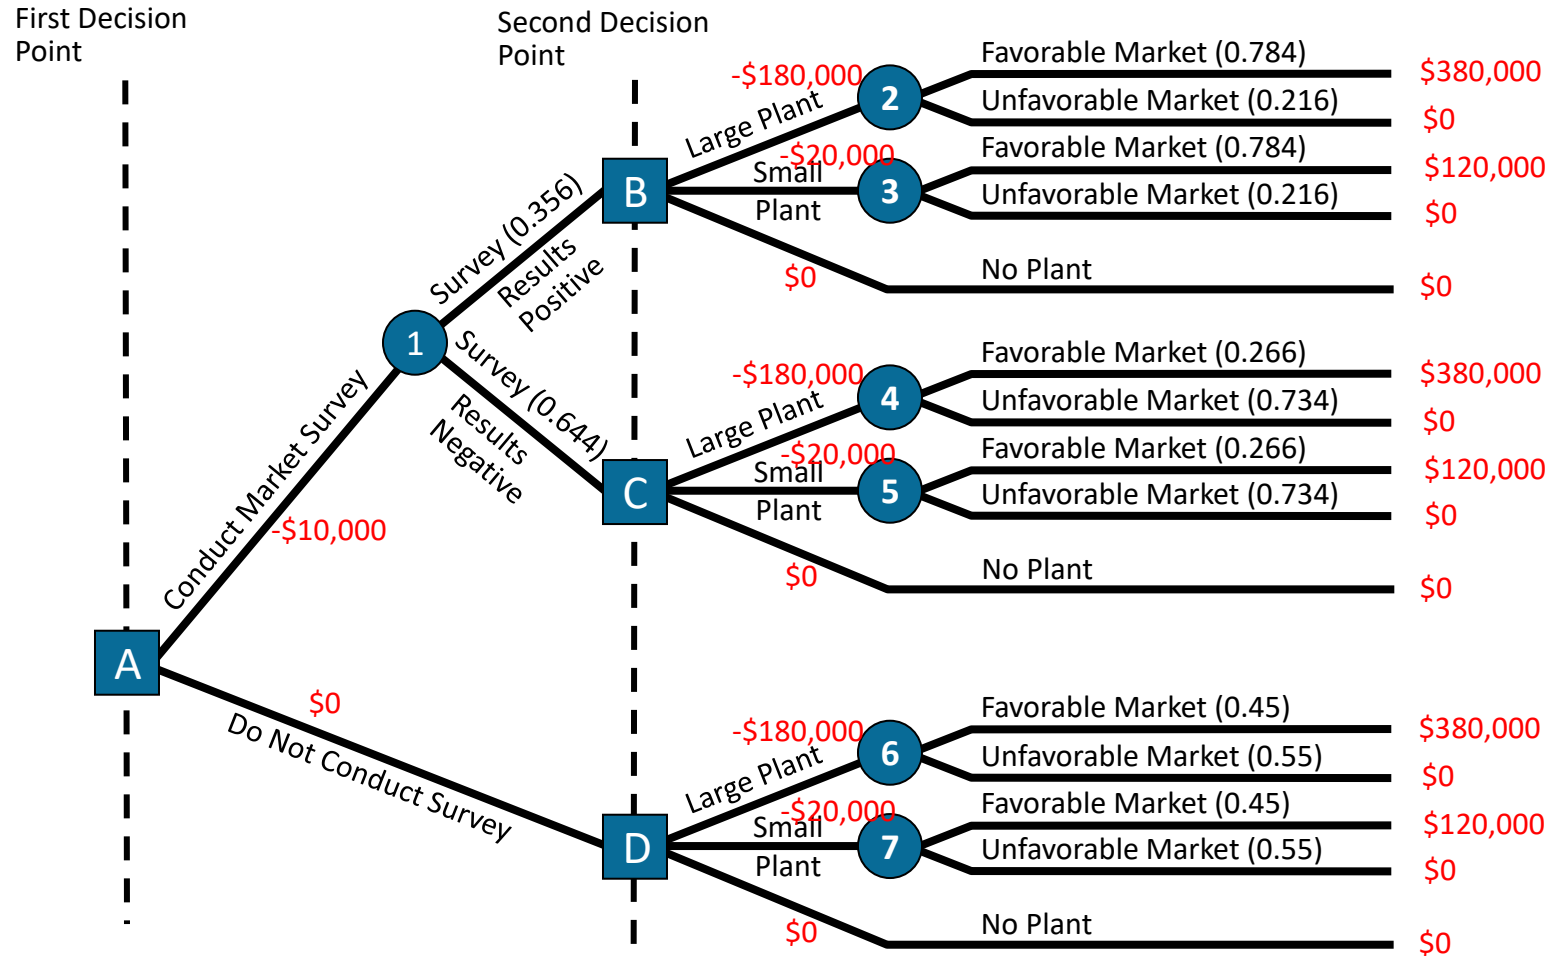 First Decision
Point
Second Decision
Point
Favorable Market (0.784)
-$180,000
2
$380,000
Large Plant
Unfavorable Market (0.216)
$0
-$20,000
Favorable Market (0.784)
$120,000
B
Small
Plant
3
Unfavorable Market (0.216)
$0
Survey (0.356)
Results
Positive
$0
No Plant
$0
1
Survey (0.644)
Results
Negative
Favorable Market (0.266)
-$180,000
4
$380,000
Large Plant
Unfavorable Market (0.734)
$0
-$20,000
Favorable Market (0.266)
$120,000
C
Small
Plant
5
Unfavorable Market (0.734)
$0
Conduct Market Survey
-$10,000
$0
No Plant
$0
A
$0
Do Not Conduct Survey
Favorable Market (0.45)
-$180,000
6
$380,000
Large Plant
Unfavorable Market (0.55)
$0
-$20,000
Favorable Market (0.45)
$120,000
D
Small
Plant
7
Unfavorable Market (0.55)
$0
$0
No Plant
$0